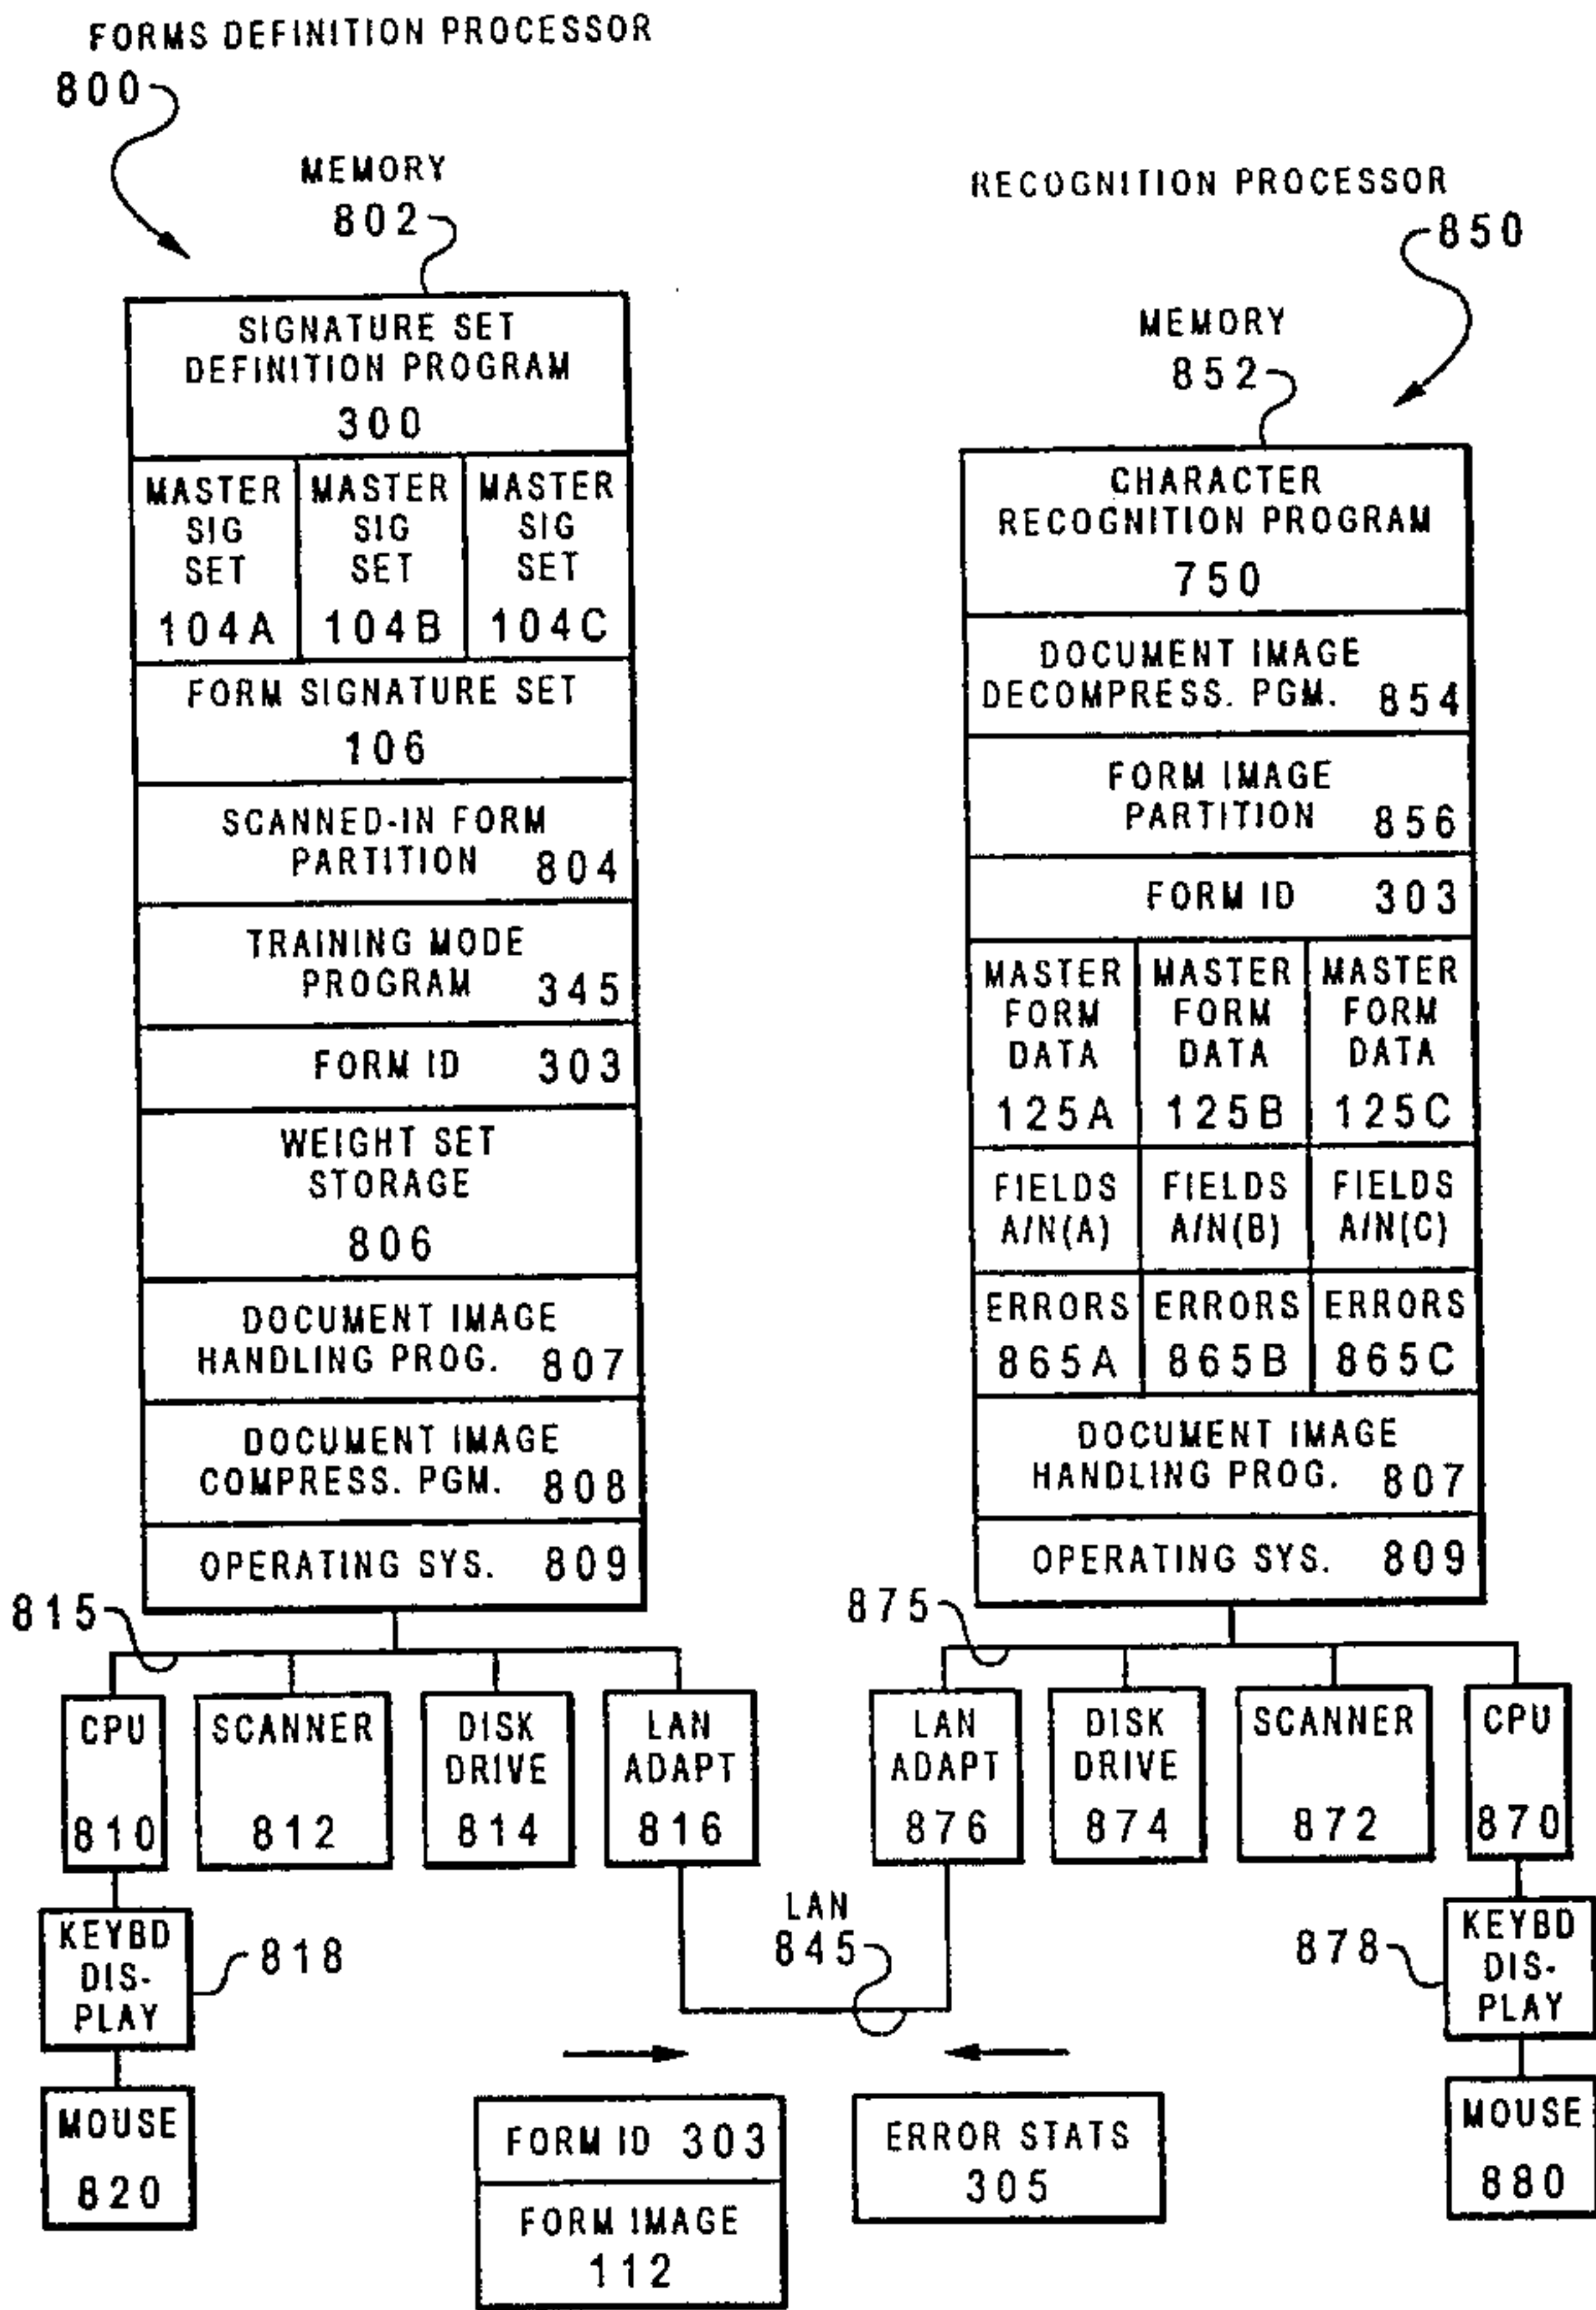 FORMS DEFINITION PROCESSOR
800
MEMORY
802
SIGNATURE SET
DEFINITION PROGRAM
300
MASTER
SIG
SET
104A
MASTER
SIG
SET
104B
MASTER
SIG
SET
104C
FORM SIGNATURE SET
106
SCANNED-IN FORM
PARTITION 804
TRAINING MODE
PROGRAM 345
FORM ID 303
WEIGHT SET
STORAGE
806
DOCUMENT IMAGE
HANDLING PROG. 807
DOCUMENT IMAGE
COMPRESS. PGM. 808
OPERATING SYS. 809
815
CPU
810
SCANNER
812
DISK
DRIVE
814
LAN
ADAPT
816
KEYBD
DIS-
PLAY
818
MOUSE
820
RECOGNITION PROCESSOR
850
MEMORY
852
CHARACTER
RECOGNITION PROGRAM
750
DOCUMENT IMAGE
DECOMPRESS. PGM. 854
FORM IMAGE
PARTITION 856
FORM ID 303
MASTER
FORM
DATA
125A
MASTER
FORM
DATA
125B
MASTER
FORM
DATA
125C
FIELDS
A/N(A)
FIELDS
A/N(B)
FIELDS
A/N(C)
ERRORS
865A
ERRORS
865B
ERRORS
865C
DOCUMENT IMAGE
HANDLING PROG. 807
OPERATING SYS. 809
875
LAN
ADAPT
876
DISK
DRIVE
874
SCANNER
872
CPU
870
KEYBD
DIS-
PLAY
878
MOUSE
880
LAN
845
FORM ID 303
FORM IMAGE
112
ERROR STATS
305